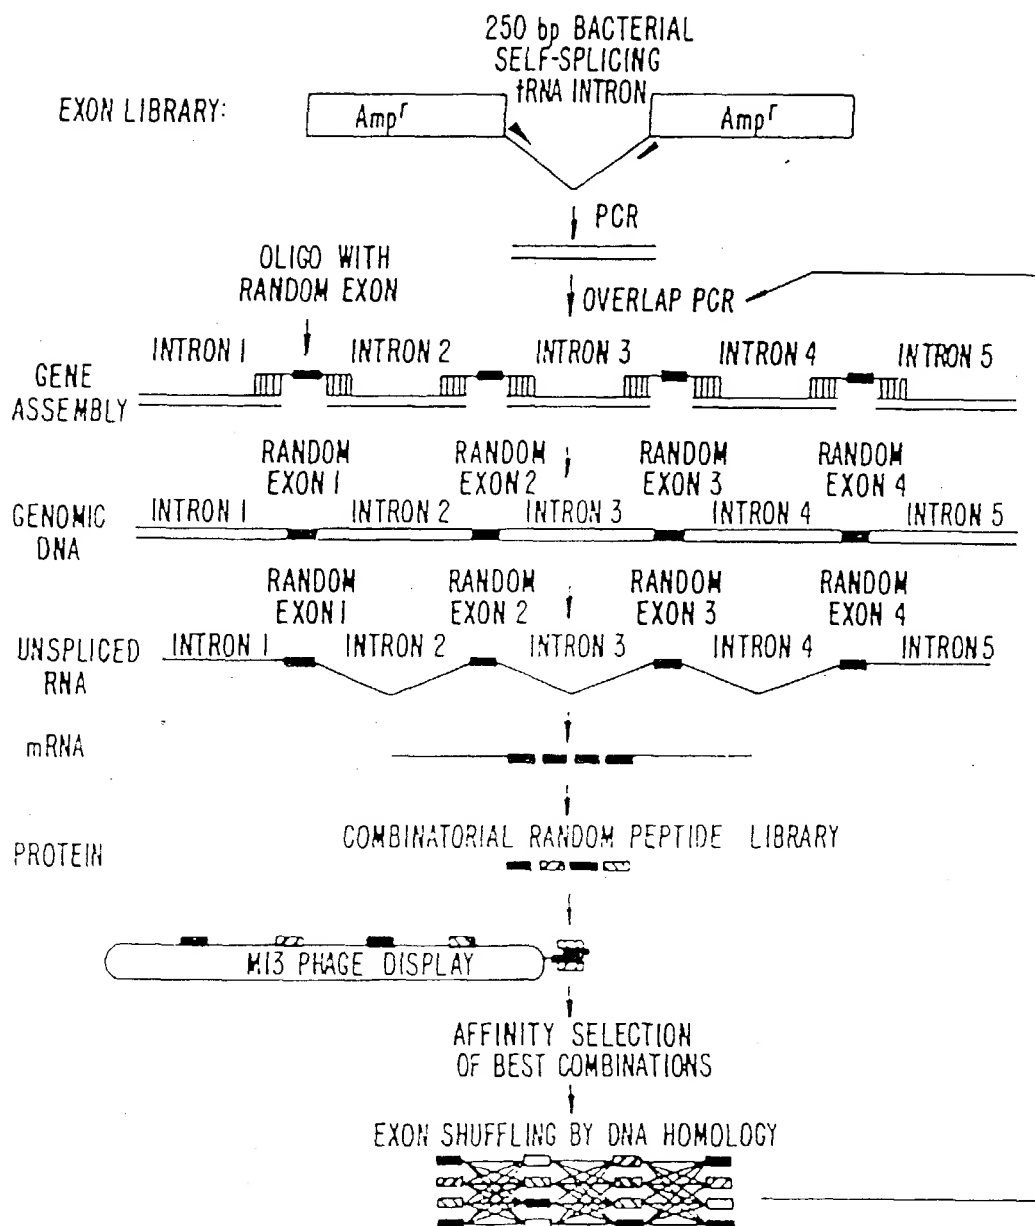 250 bp BACTERIAL
SELF-SPLICING
tRNA INTRON
EXON LIBRARY:
Ampr
Ampr
PCR
OLIGO WITH
RANDOM EXON
OVERLAP PCR
INTRON 1
INTRON 2
INTRON 3
INTRON 4
INTRON 5
GENE
ASSEMBLY
RANDOM
EXON 1
RANDOM
EXON 2
RANDOM
EXON 3
RANDOM
EXON 4
GENOMIC
DNA
INTRON 1
INTRON 2
INTRON 3
INTRON 4
INTRON 5
RANDOM
EXON 1
RANDOM
EXON 2
RANDOM
EXON 3
RANDOM
EXON 4
UNSPLICED
RNA
INTRON 1
INTRON 2
INTRON 3
INTRON 4
INTRON 5
mRNA
PROTEIN
COMBINATORIAL RANDOM PEPTIDE LIBRARY
M13 PHAGE DISPLAY
AFFINITY SELECTION
OF BEST COMBINATIONS
EXON SHUFFLING BY DNA HOMOLOGY